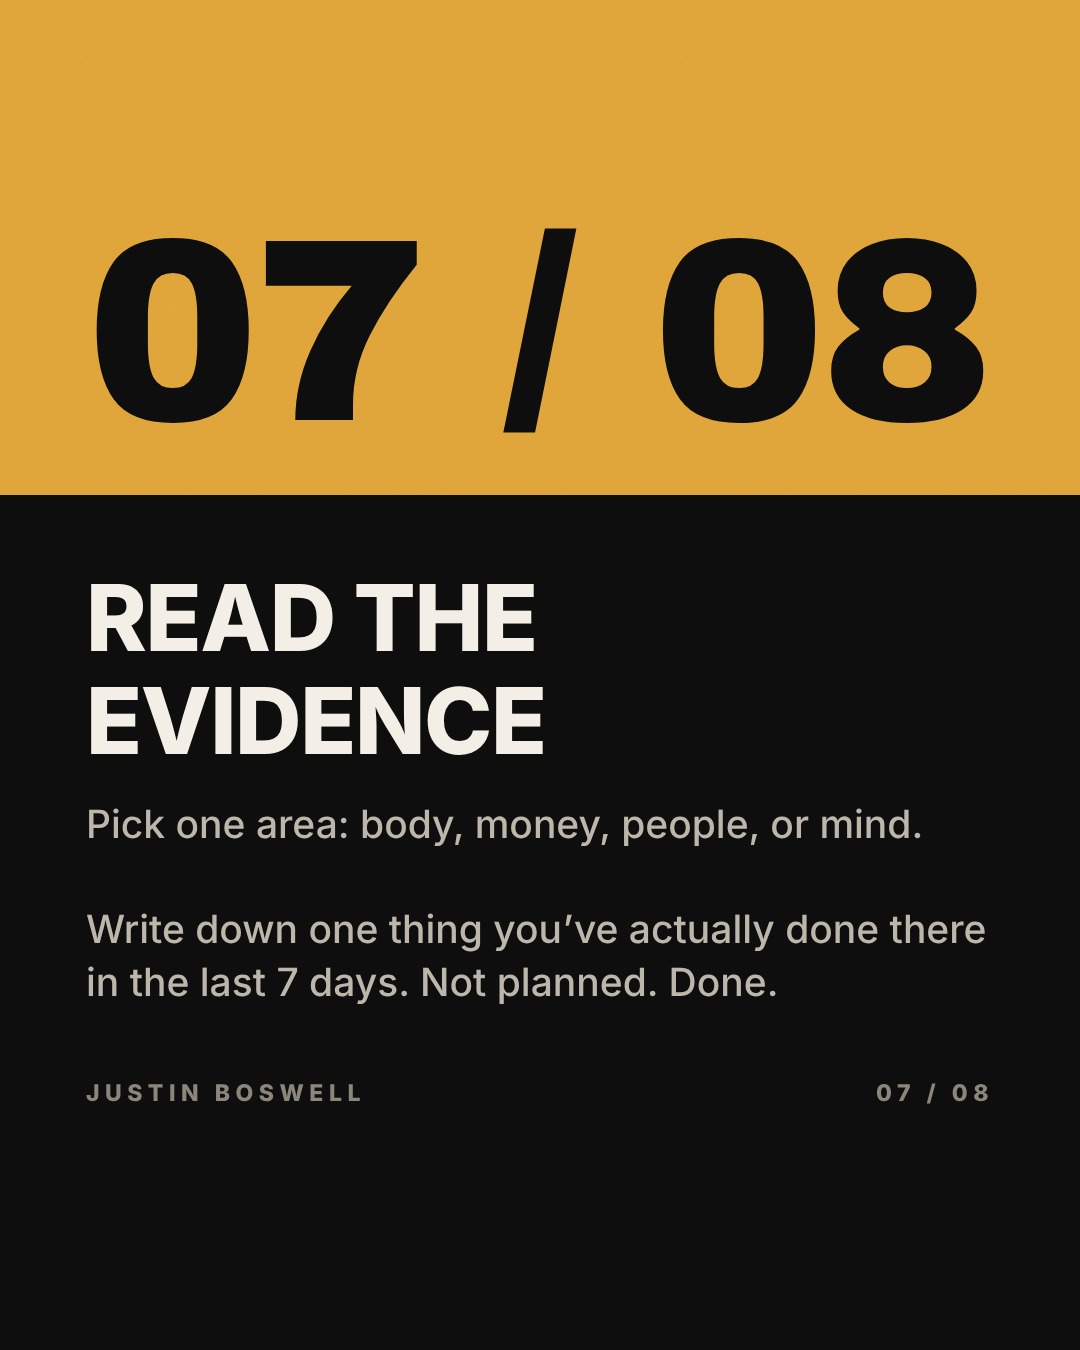 07 / 08
READ THE
EVIDENCE
Pick one area: body, money, people, or mind.
Write down one thing you’ve actually done there
in the last 7 days. Not planned. Done.
JUSTIN BOSWELL
07 / 08